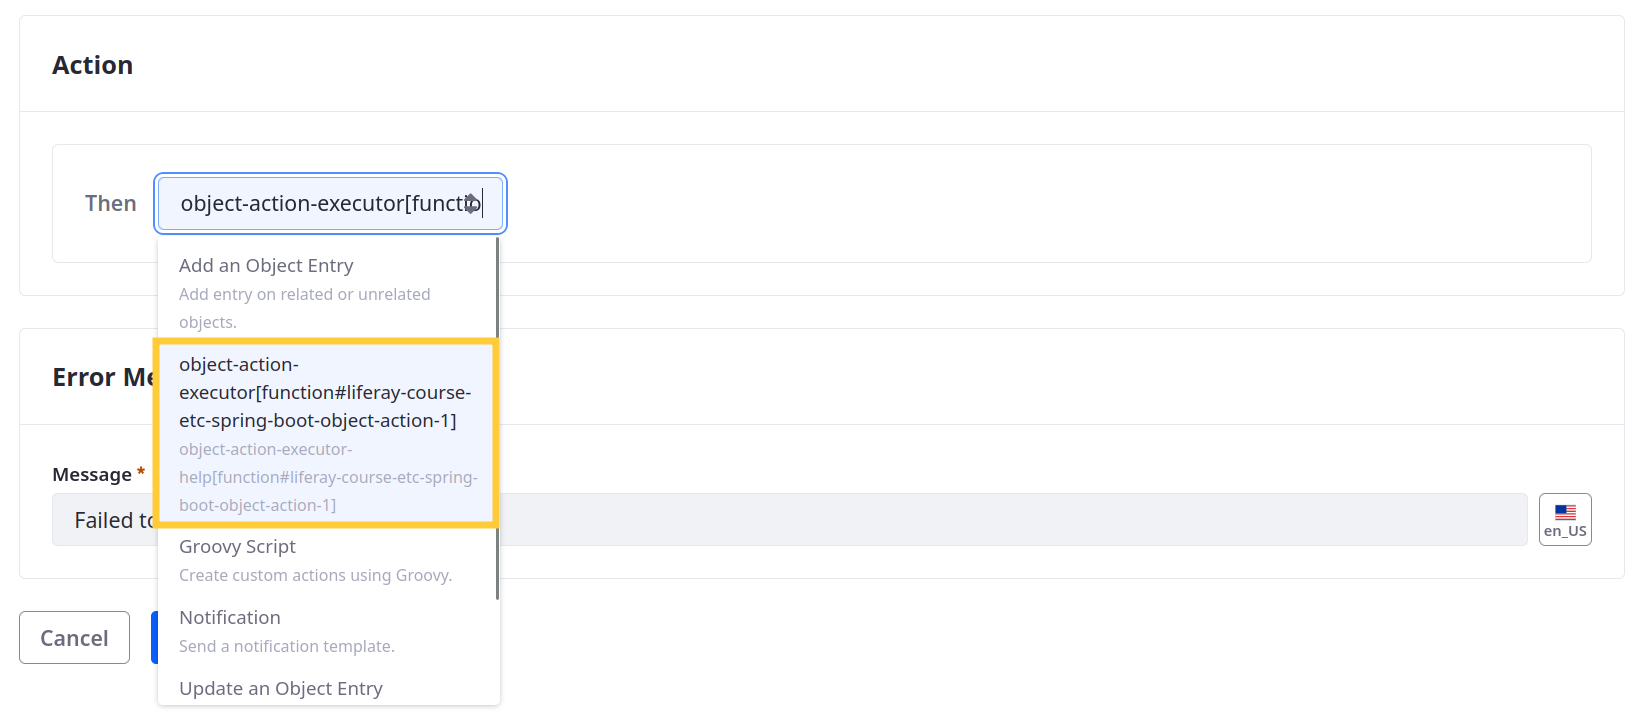 Action
Then
object-action-executor[functio
Add an Object Entry
Add entry on related or unrelated
objects.
object-action-
executor[function#liferay-course-
etc-spring-boot-object-action-1]
object-action-executor-
help[function#liferay-course-etc-spring-
boot-object-action-1]
Groovy Script
Create custom actions using Groovy.
Notification
Send a notification template.
Update an Object Entry
Error
Message *
Failed
en_US
Cancel